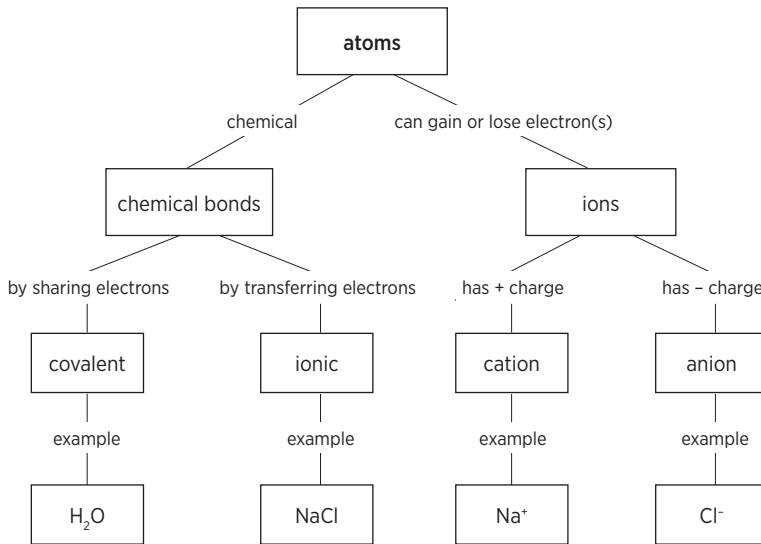 atoms
chemical
can gain or lose electron(s)
chemical bonds
ions
by sharing electrons
by transferring electrons
has + charge
has – charge
covalent
ionic
cation
anion
example
example
example
example
H₂O
NaCl
Na⁺
Cl⁻